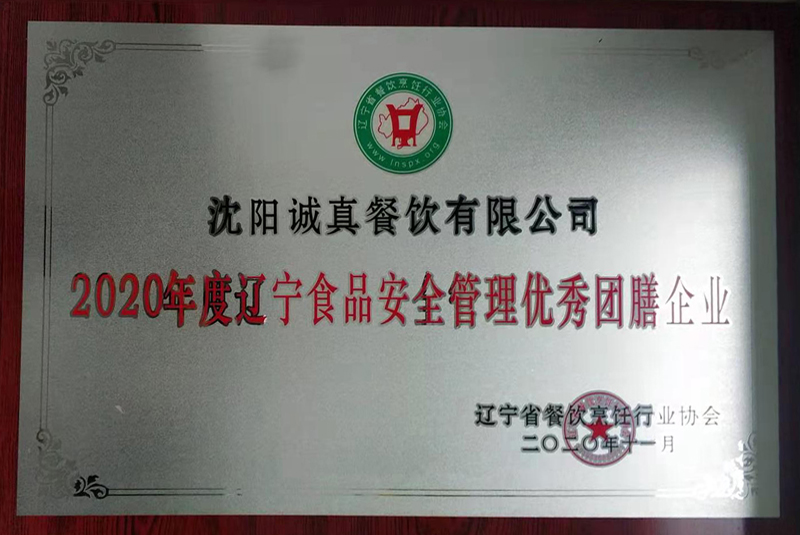 辽宁省餐饮烹饪行业协会
www.lnspx.org
沈阳诚真餐饮有限公司
2020年度辽宁食品安全管理优秀团膳企业
辽宁省餐饮烹饪行业协会
二〇二〇年十一月